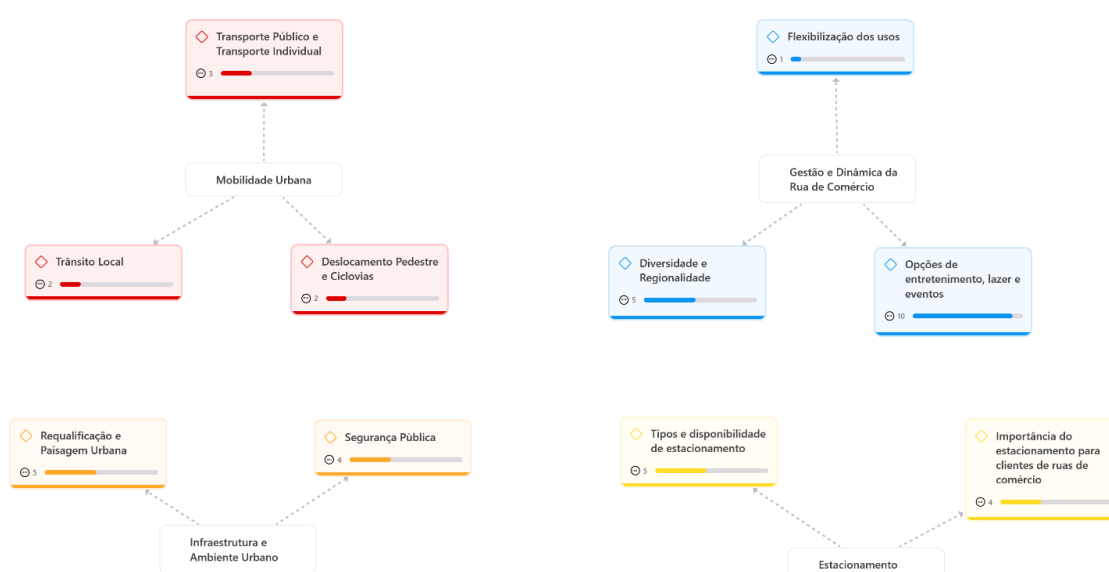 Transporte Público e
Transporte Individual
3
Mobilidade Urbana
Trânsito Local
2
Deslocamento Pedestre
e Ciclovias
2
Flexibilização dos usos
1
Gestão e Dinâmica da
Rua de Comércio
Diversidade e
Regionalidade
5
Opções de
entretenimento, lazer e
eventos
10
Requalificação e
Paisagem Urbana
5
Segurança Pùblica
4
Infraestrutura e
Ambiente Urbano
Tipos e disponibilidade
de estacionamento
5
Importância do
estacionamento para
clientes de ruas de
comércio
4
Estacionamento